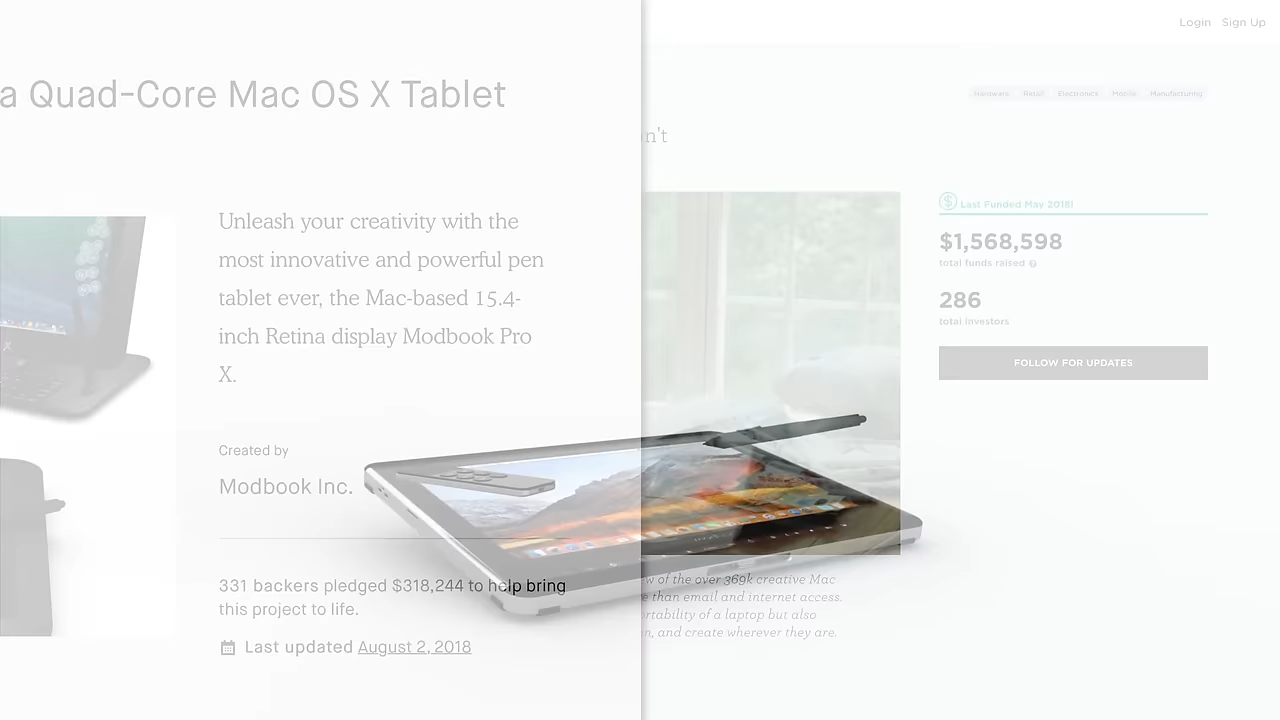 a Quad-Core Mac OS X Tablet
Unleash your creativity with the
most innovative and powerful pen
tablet ever, the Mac-based 15.4-
inch Retina display Modbook Pro
X.
Created by
Modbook Inc.
331 backers pledged $318,244 to help bring
this project to life.
Last updated August 2, 2018
Login Sign Up
Hardware Retail Electronics Mobile Manufacturing
n't
Last Funded May 2018!
$1,568,598
total funds raised
286
total investors
FOLLOW FOR UPDATES
w of the over 369k creative Mac
e than email and internet access.
rtability of a laptop but also
n, and create wherever they are.